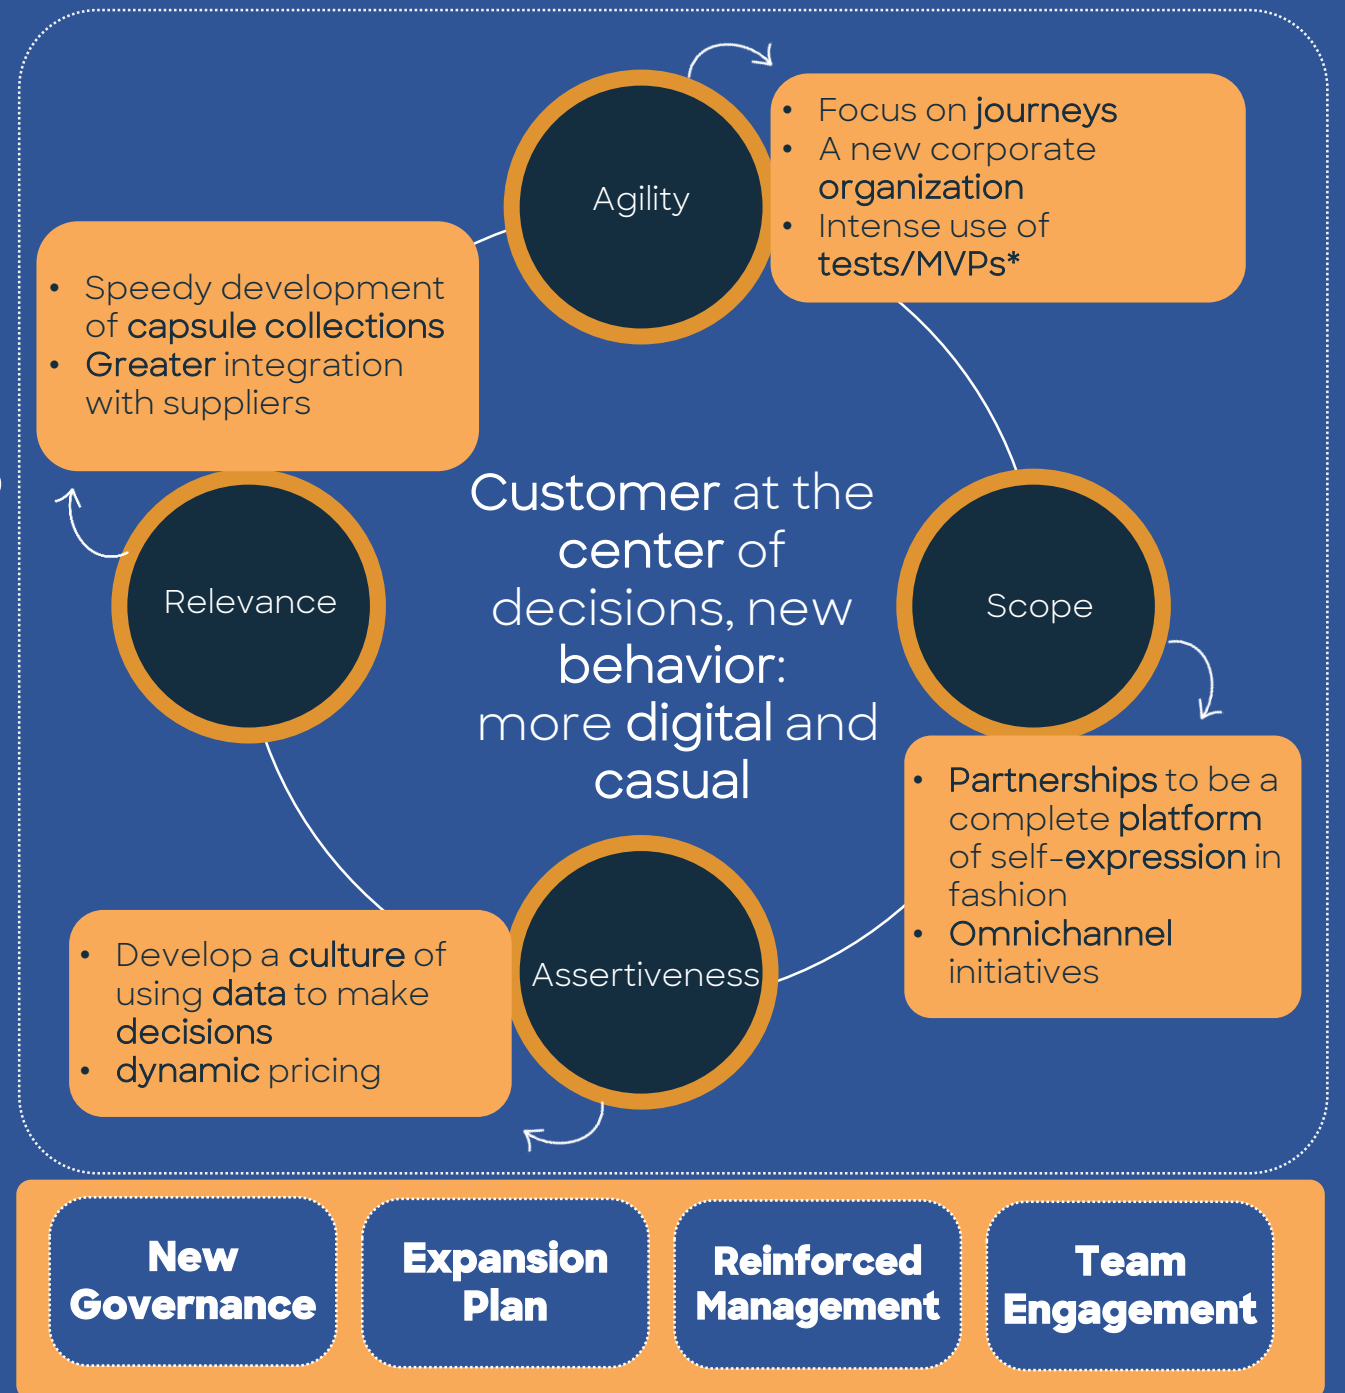 Agility
• Focus on journeys
• A new corporate
organization
• Intense use of
tests/MVPs*
• Speedy development
of capsule collections
• Greater integration
with suppliers
Relevance
Customer at the
center of
decisions, new
behavior:
more digital and
casual
Scope
• Partnerships to be a
complete platform
of self-expression in
fashion
• Omnichannel
initiatives
Assertiveness
• Develop a culture of
using data to make
decisions
• dynamic pricing
New
Governance
Expansion
Plan
Reinforced
Management
Team
Engagement